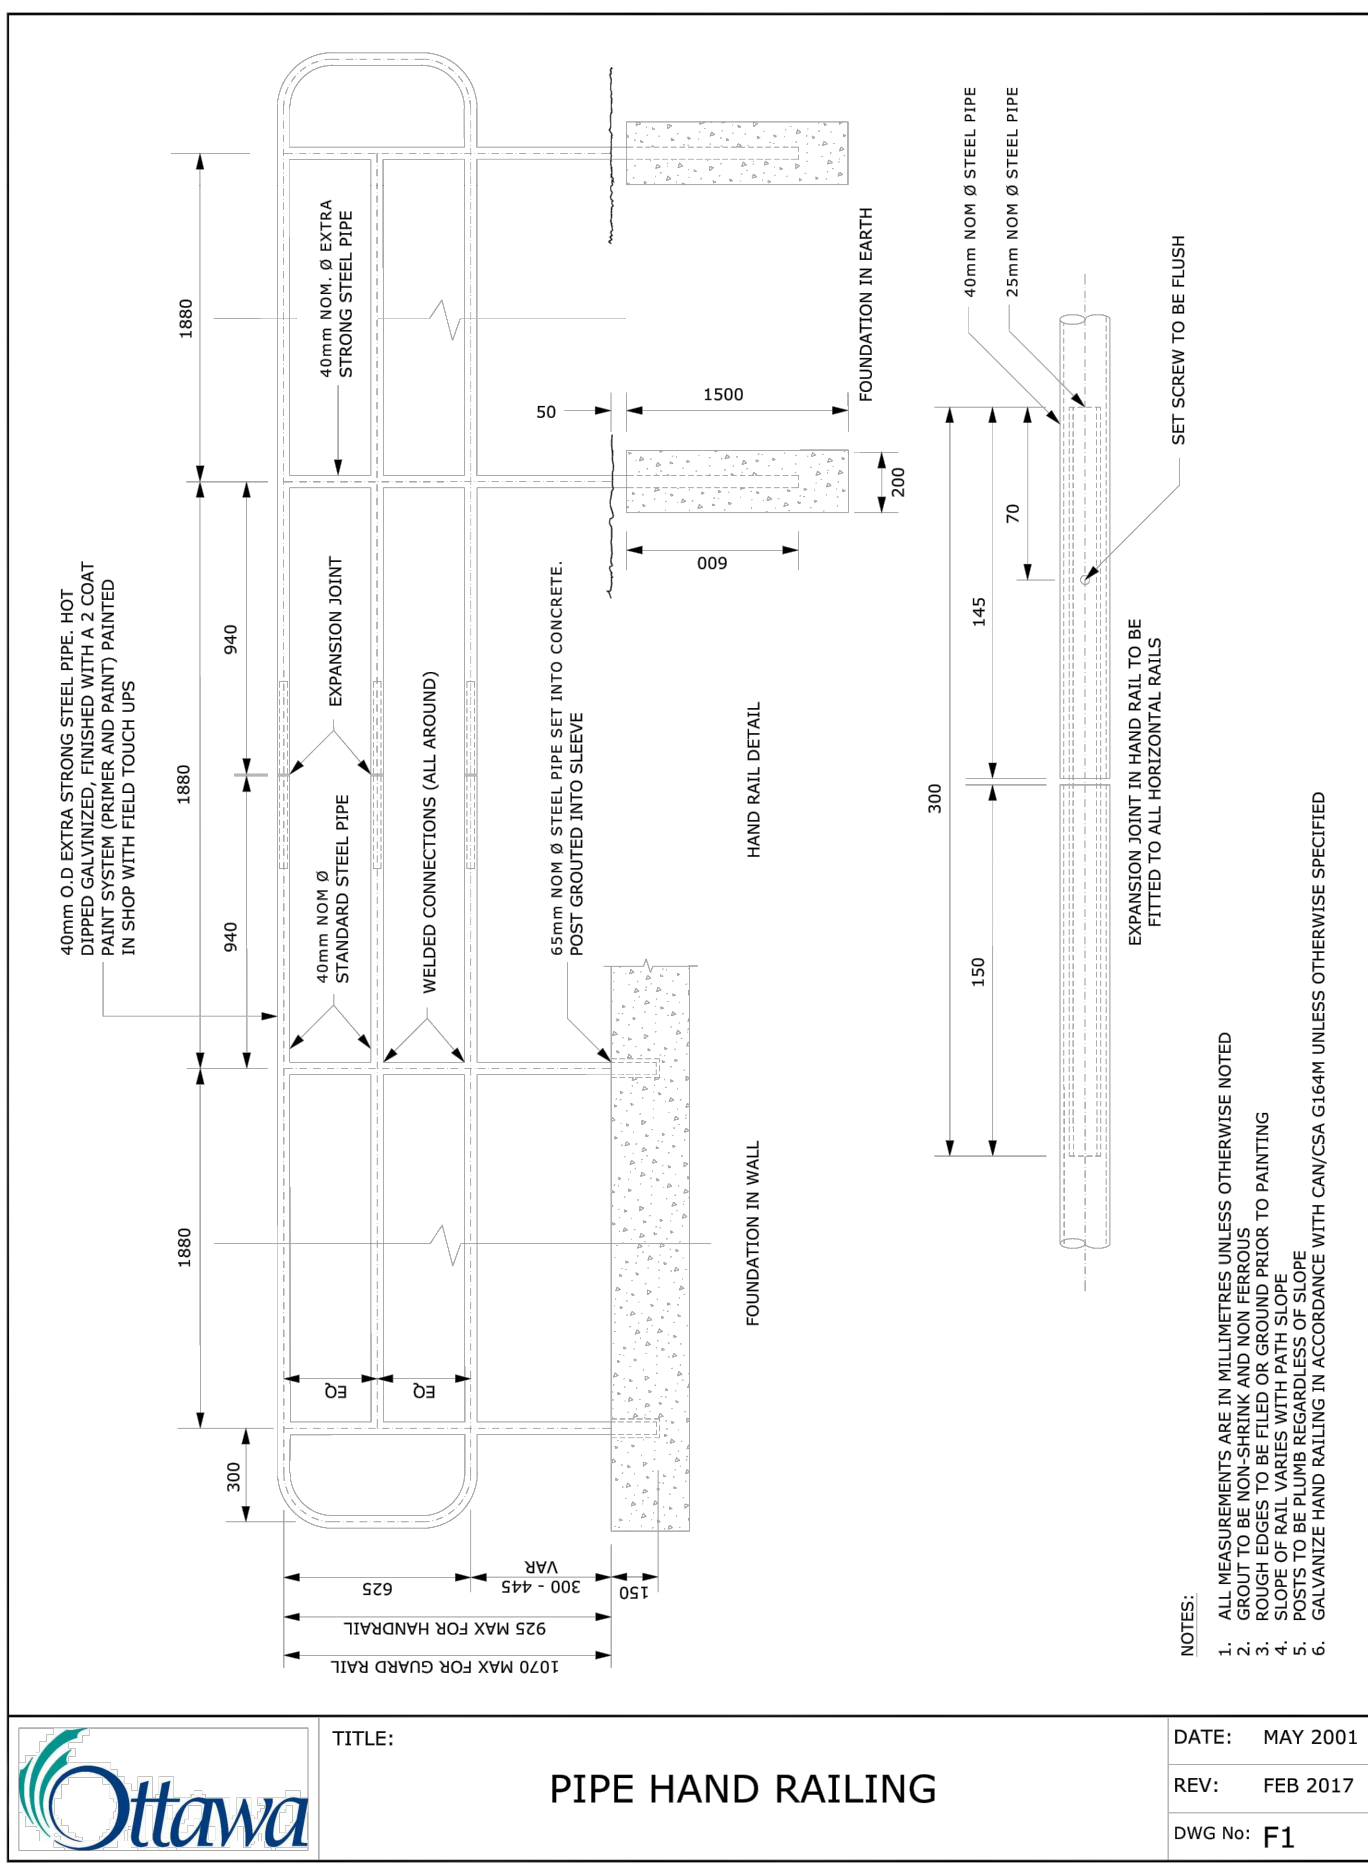 40mm O.D EXTRA STRONG STEEL PIPE. HOT
DIPPED GALVINIZED, FINISHED WITH A 2 COAT
PAINT SYSTEM (PRIMER AND PAINT) PAINTED
IN SHOP WITH FIELD TOUCH UPS
300
1880
1880
1880
940
940
40mm NOM Ø
STANDARD STEEL PIPE
EXPANSION JOINT
40mm NOM. Ø EXTRA
STRONG STEEL PIPE
EQ
EQ
WELDED CONNECTIONS (ALL AROUND)
65mm NOM Ø STEEL PIPE SET INTO CONCRETE.
POST GROUTED INTO SLEEVE
625
300 - 445
VAR
150
925 MAX FOR HANDRAIL
1070 MAX FOR GUARD RAIL
50
1500
600
200
FOUNDATION IN WALL
HAND RAIL DETAIL
FOUNDATION IN EARTH
300
150
145
70
40mm NOM Ø STEEL PIPE
25mm NOM Ø STEEL PIPE
SET SCREW TO BE FLUSH
EXPANSION JOINT IN HAND RAIL TO BE
FITTED TO ALL HORIZONTAL RAILS
NOTES:
1. ALL MEASUREMENTS ARE IN MILLIMETRES UNLESS OTHERWISE NOTED
2. GROUT TO BE NON-SHRINK AND NON FERROUS
3. ROUGH EDGES TO BE FILED OR GROUND PRIOR TO PAINTING
4. SLOPE OF RAIL VARIES WITH PATH SLOPE
5. POSTS TO BE PLUMB REGARDLESS OF SLOPE
6. GALVANIZE HAND RAILING IN ACCORDANCE WITH CAN/CSA G164M UNLESS OTHERWISE SPECIFIED
Ottawa
TITLE:
PIPE HAND RAILING
DATE: MAY 2001
REV: FEB 2017
DWG No: F1